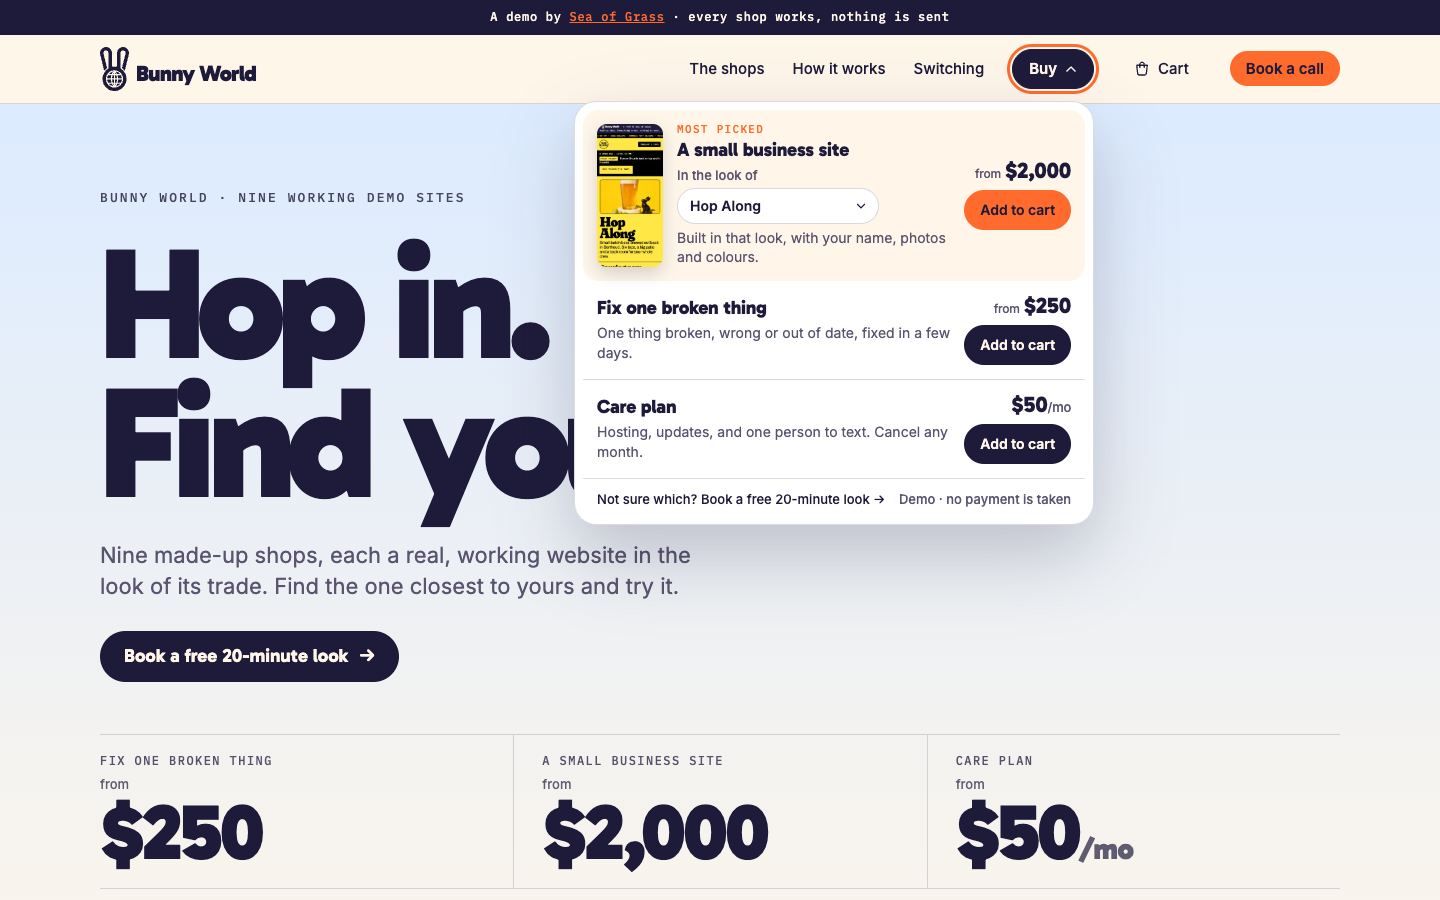 A demo by Sea of Grass · every shop works, nothing is sent
Bunny World
The shops
How it works
Switching
Buy
Cart
Book a call
MOST PICKED
A small business site
In the look of
Hop Along
Built in that look, with your name, photos
and colours.
from $2,000
Add to cart
Hop
Along
Fix one broken thing
One thing broken, wrong or out of date, fixed in a few
days.
from $250
Add to cart
Care plan
Hosting, updates, and one person to text. Cancel any
month.
$50/mo
Add to cart
Not sure which? Book a free 20-minute look →
Demo · no payment is taken
BUNNY WORLD · NINE WORKING DEMO SITES
Hop in.
Find
Nine made-up shops, each a real, working website in the
look of its trade. Find the one closest to yours and try it.
Book a free 20-minute look →
FIX ONE BROKEN THING
from
$250
A SMALL BUSINESS SITE
from
$2,000
CARE PLAN
from
$50/mo